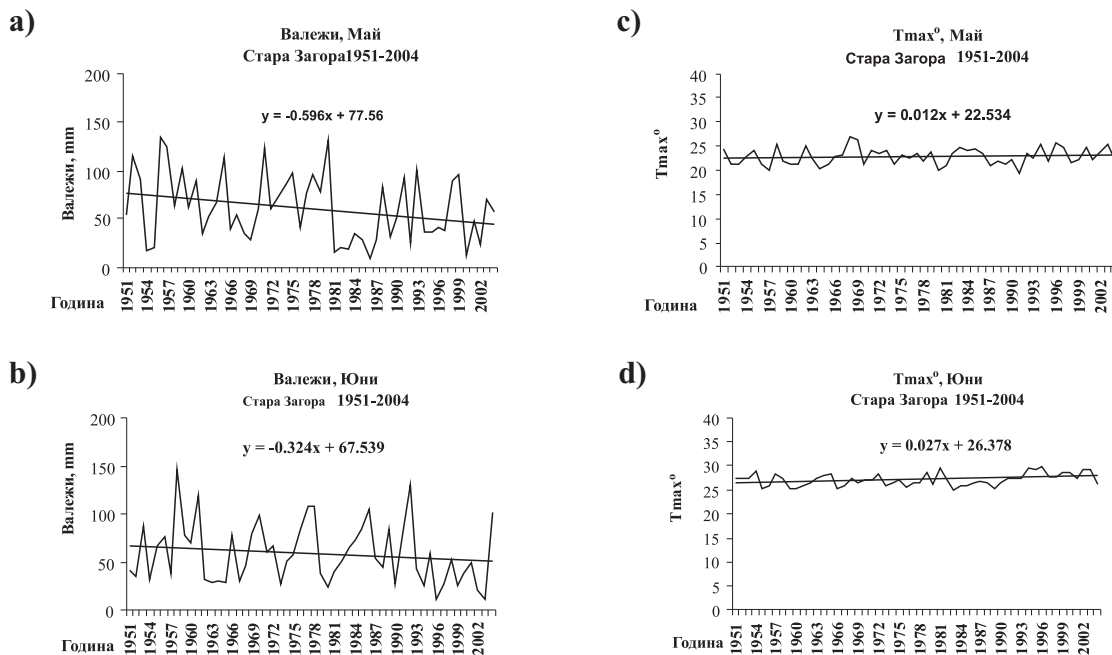 a)
Валежи, Май
Стара Загора1951-2004
y = -0.596x + 77.56
Валежи, mm
200
150
100
50
0
1951 1954 1957 1960 1963 1966 1969 1972 1975 1978 1981 1984 1987 1990 1993 1996 1999 2002
Година
c)
Tmax°, Май
Стара Загора 1951-2004
y = 0.012x + 22.534
Tmax°
40
35
30
25
20
15
10
5
0
1951 1954 1957 1960 1963 1966 1969 1972 1975 1978 1981 1984 1987 1990 1993 1996 1999 2002
Година
b)
Валежи, Юни
Стара Загора 1951-2004
y = -0.324x + 67.539
Валежи, mm
200
150
100
50
0
1951 1954 1957 1960 1963 1966 1969 1972 1975 1978 1981 1984 1987 1990 1993 1996 1999 2002
Година
d)
Tmax°, Юни
Стара Загора 1951-2004
y = 0.027x + 26.378
Tmax°
40
35
30
25
20
15
10
5
0
1951 1954 1957 1960 1963 1966 1969 1972 1975 1978 1981 1984 1987 1990 1993 1996 1999 2002
Година